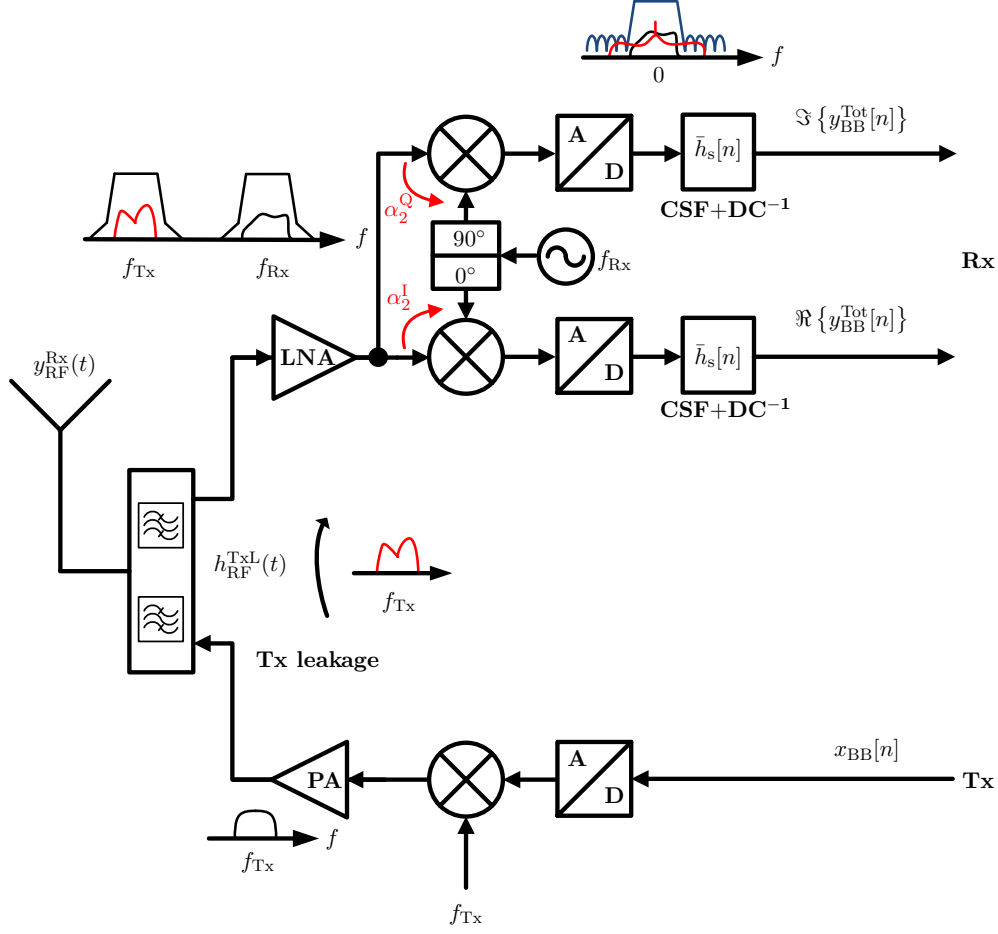 f
0
ℑ{y_BB^Tot[n]}
A
D
h̄_s[n]
α_2^Q
CSF+DC⁻¹
90°
f
f_Tx
f_Rx
f_Rx
Rx
0°
α_2^I
ℜ{y_BB^Tot[n]}
LNA
A
D
h̄_s[n]
y_RF^Rx(t)
CSF+DC⁻¹
h_RF^TxL(t)
f_Tx
Tx leakage
x_BB[n]
PA
A
D
Tx
f
f_Tx
f_Tx